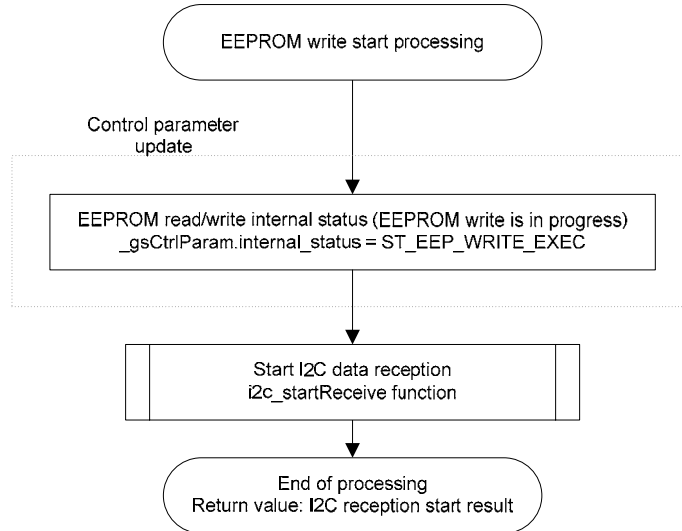 EEPROM write start processing
Control parameter
update
EEPROM read/write internal status (EEPROM write is in progress)
_gsCtrlParam.internal_status = ST_EEP_WRITE_EXEC
Start I2C data reception
i2c_startReceive function
End of processing
Return value: I2C reception start result